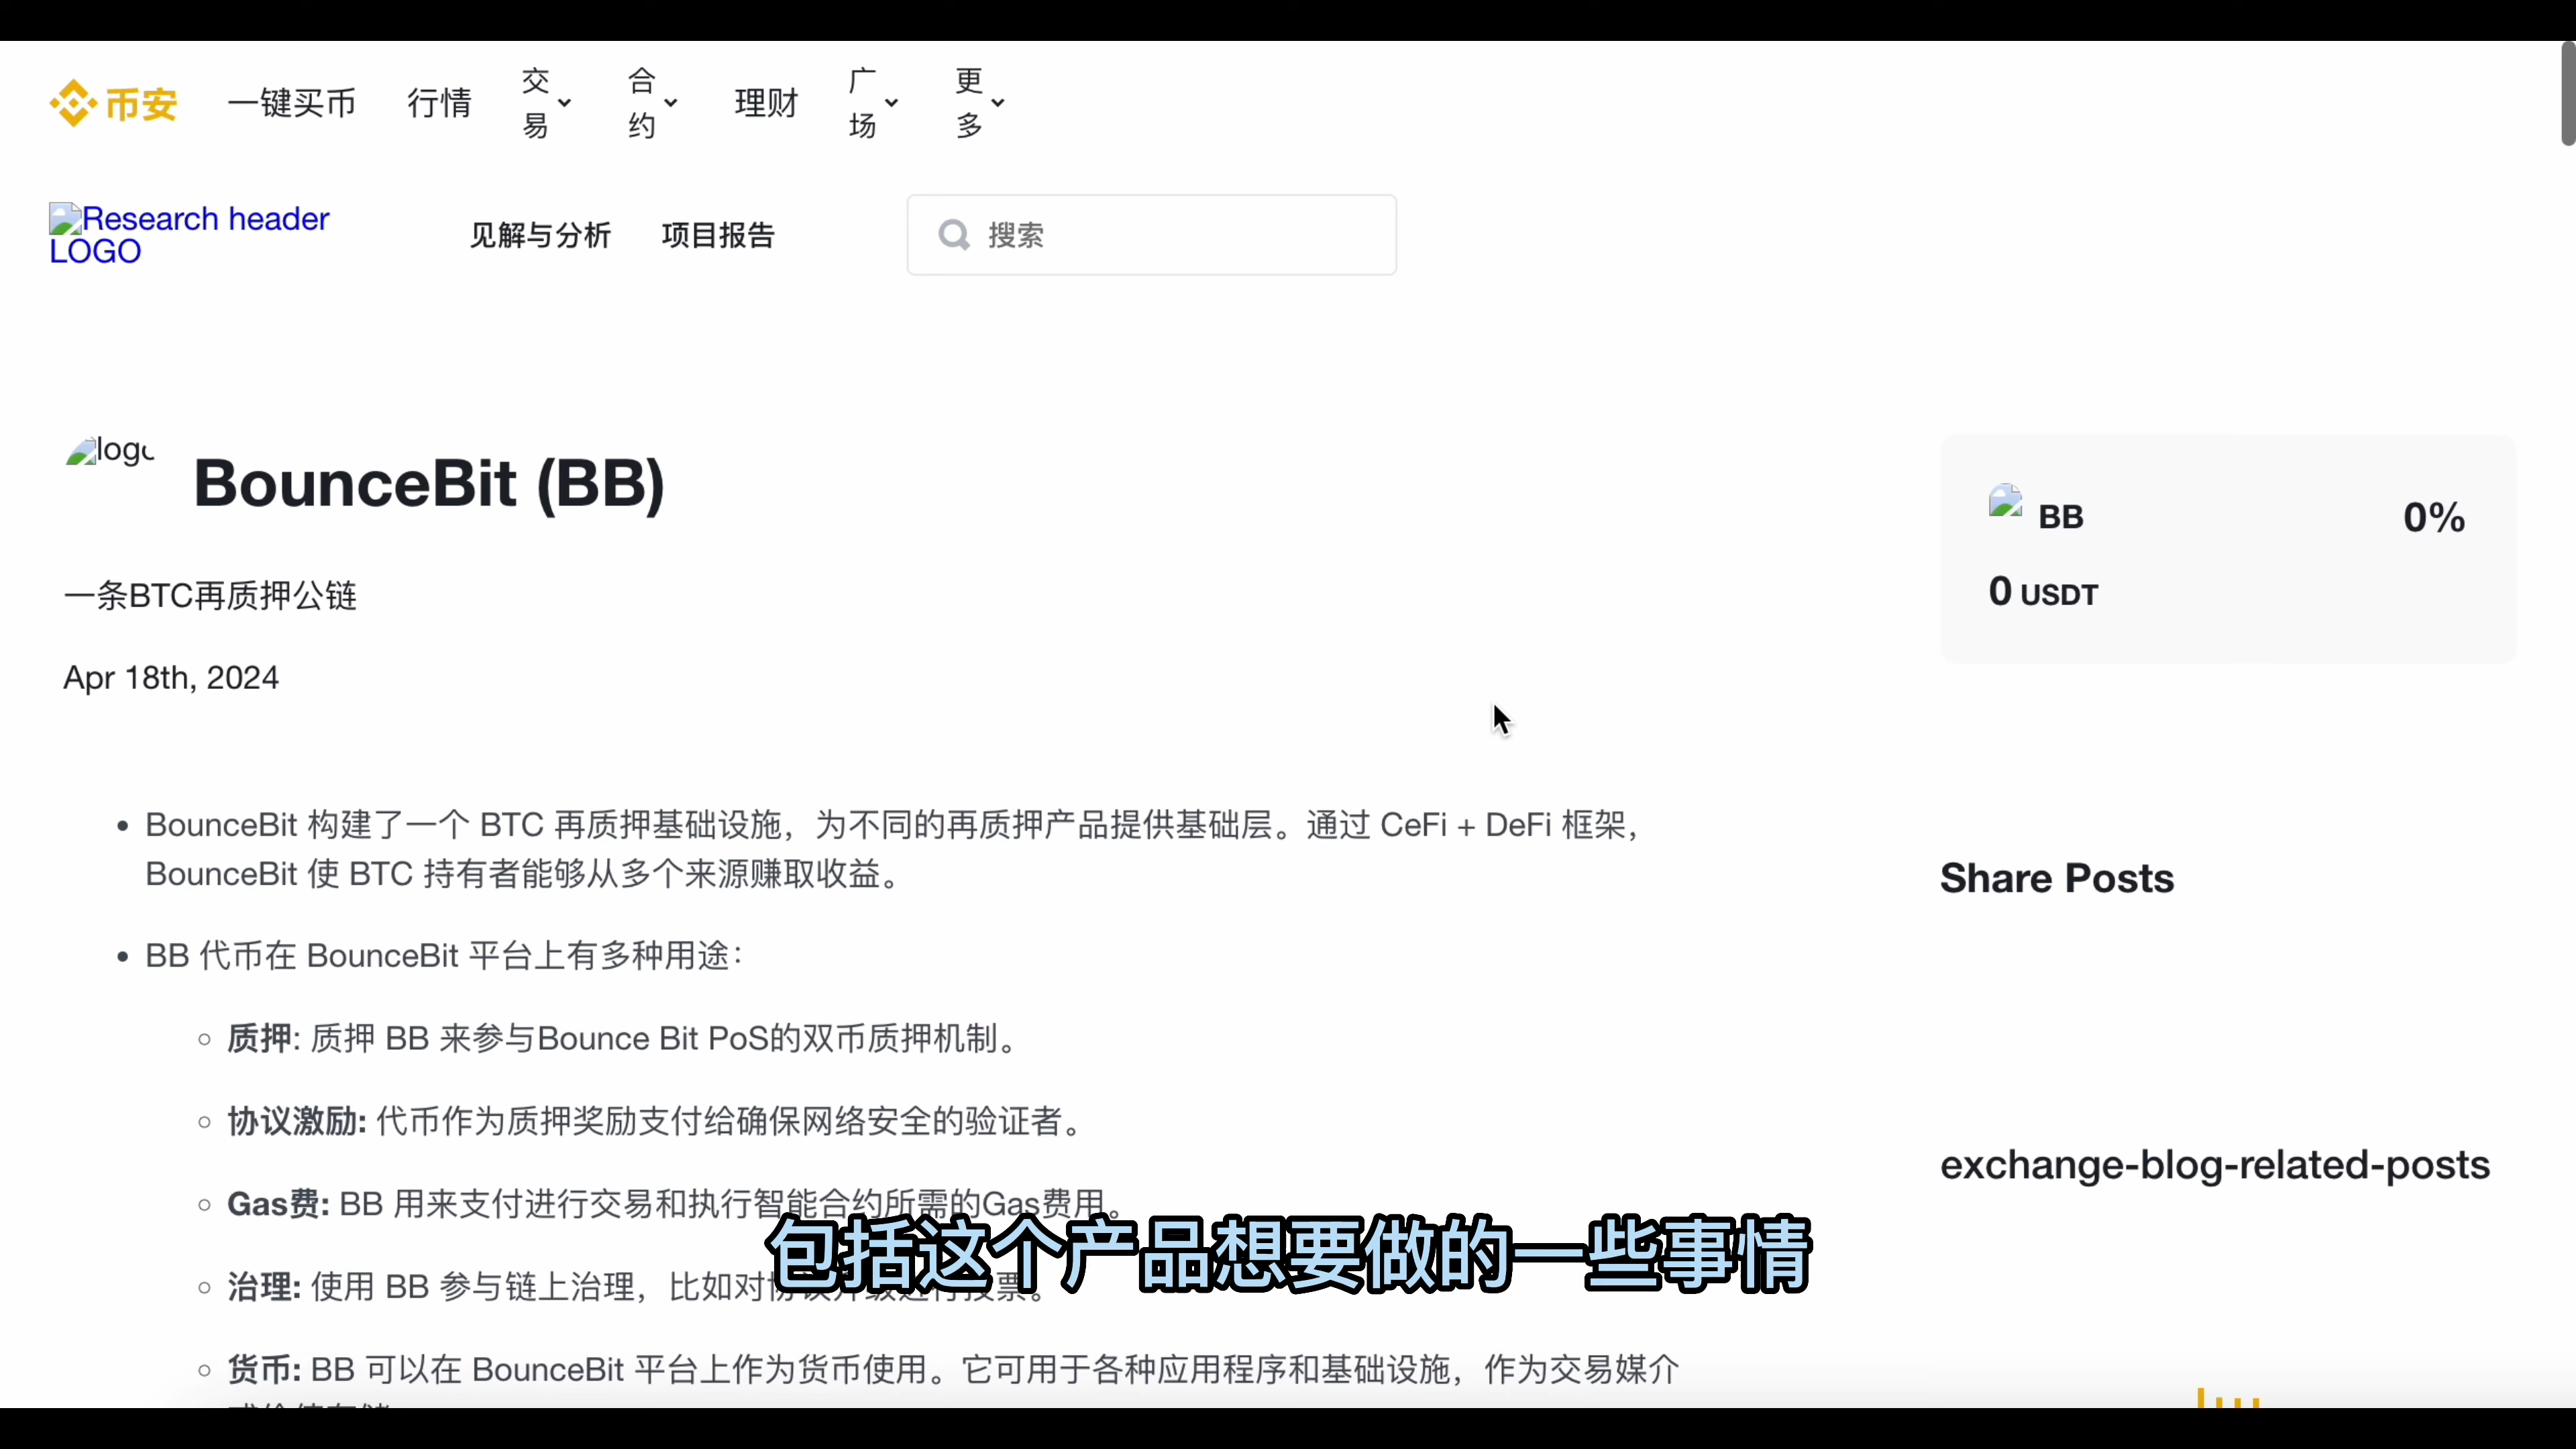 币安 一键买币 行情 交易 合约 理财 广场 更多
Research header
LOGO
见解与分析 项目报告 搜索
logo
BounceBit (BB)
一条BTC再质押公链
Apr 18th, 2024
BB 0%
0 USDT
BounceBit 构建了一个 BTC 再质押基础设施，为不同的再质押产品提供基础层。通过 CeFi + DeFi 框架，
BounceBit 使 BTC 持有者能够从多个来源赚取收益。
BB 代币在 BounceBit 平台上有多种用途：
质押: 质押 BB 来参与Bounce Bit PoS的双币质押机制。
协议激励: 代币作为质押奖励支付给确保网络安全的验证者。
Gas费: BB 用来支付进行交易和执行智能合约所需的Gas费用。
治理: 使用 BB 参与链上治理，比如对协议升级进行投票。
货币: BB 可以在 BounceBit 平台上作为货币使用。它可用于各种应用程序和基础设施，作为交易媒介
Share Posts
exchange-blog-related-posts
包括这个产品想要做的一些事情